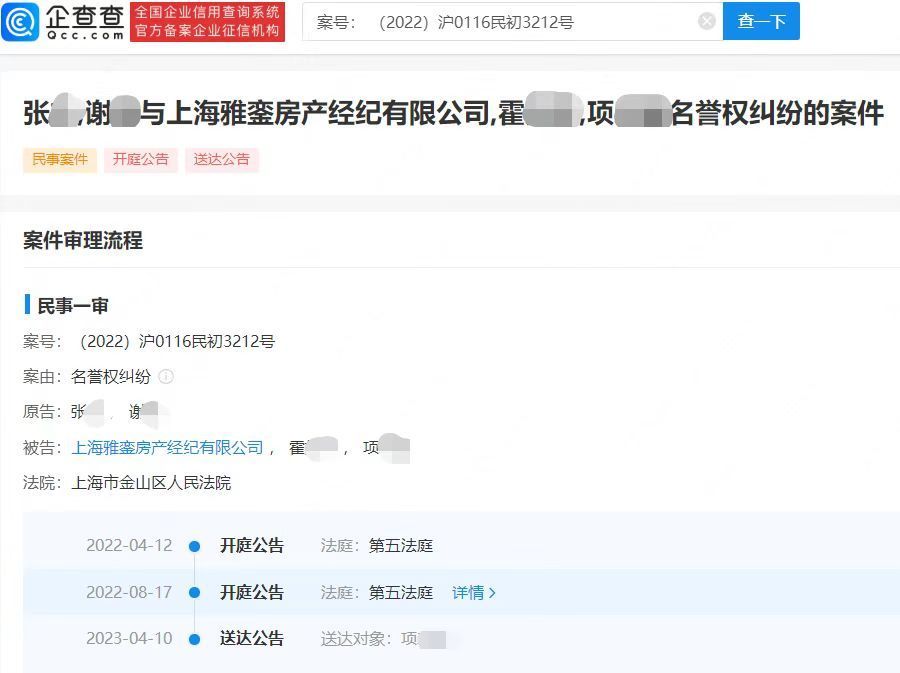 企查查
Qcc.com
全国企业信用查询系统
官方备案企业征信机构
案号： （2022）沪0116民初3212号
查一下
张 ,谢 与上海雅銮房产经纪有限公司,霍 ,项 名誉权纠纷的案件
民事案件 开庭公告 送达公告
案件审理流程
民事一审
案号： （2022）沪0116民初3212号
案由：名誉权纠纷
原告：张 ， 谢
被告：上海雅銮房产经纪有限公司， 霍 ， 项
法院：上海市金山区人民法院
2022-04-12 开庭公告 法庭：第五法庭
2022-08-17 开庭公告 法庭：第五法庭 详情
2023-04-10 送达公告 送达对象：项